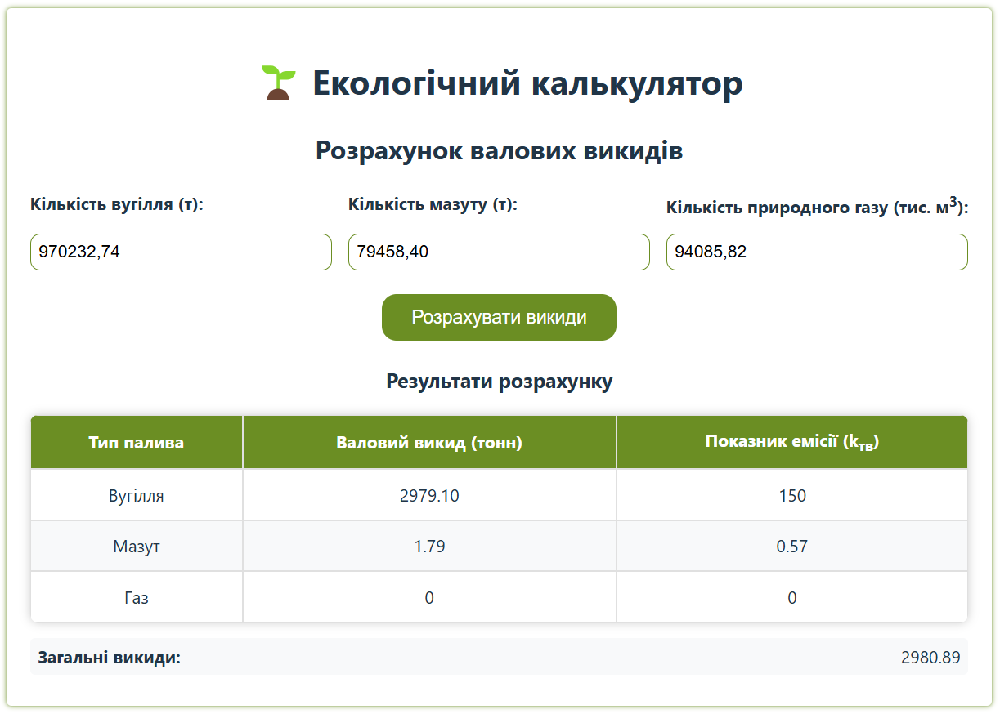 Екологічний калькулятор
Розрахунок валових викидів
Кількість вугілля (т): Кількість мазуту (т): Кількість природного газу (тис. м³):
970232,74 79458,40 94085,82
Розрахувати викиди
Результати розрахунку
Тип палива Валовий викид (тонн) Показник емісії (kтв)
Вугілля 2979.10 150
Мазут 1.79 0.57
Газ 0 0
Загальні викиди: 2980.89